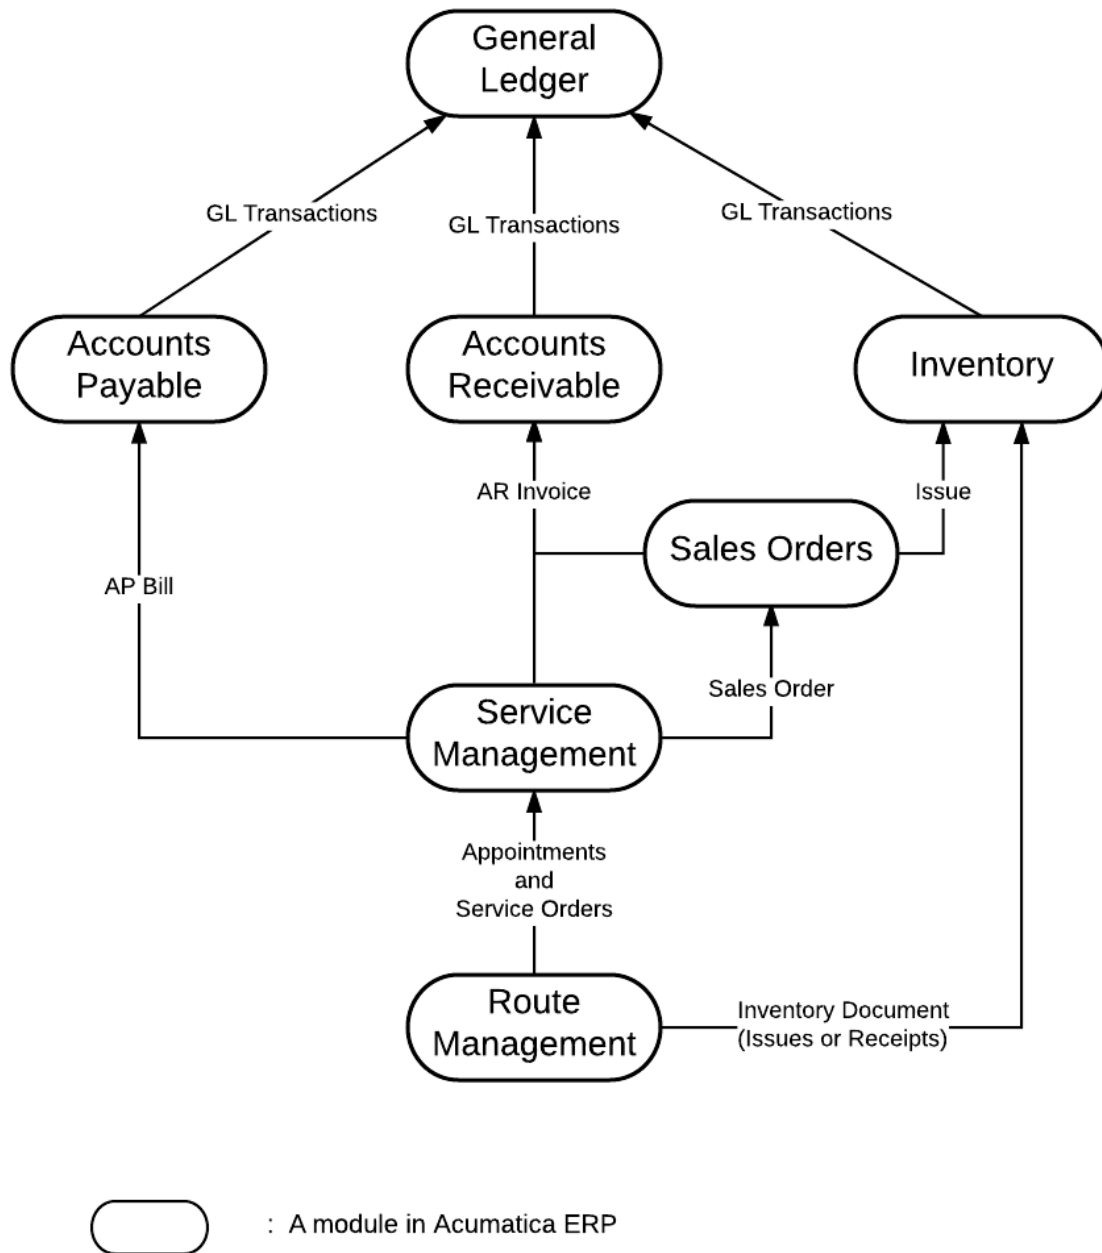 General
Ledger
GL Transactions
GL Transactions
GL Transactions
Accounts
Payable
Accounts
Receivable
Inventory
AR Invoice
Issue
Sales Orders
AP Bill
Sales Order
Service
Management
Appointments
and
Service Orders
Route
Management
Inventory Document
(Issues or Receipts)
: A module in Acumatica ERP